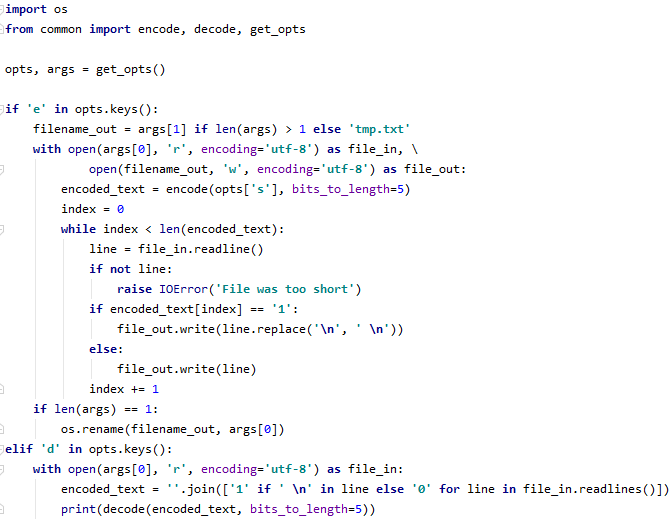 import os
from common import encode, decode, get_opts

opts, args = get_opts()

if 'e' in opts.keys():
    filename_out = args[1] if len(args) > 1 else 'tmp.txt'
    with open(args[0], 'r', encoding='utf-8') as file_in, \
            open(filename_out, 'w', encoding='utf-8') as file_out:
        encoded_text = encode(opts['s'], bits_to_length=5)
        index = 0
        while index < len(encoded_text):
            line = file_in.readline()
            if not line:
                raise IOError('File was too short')
            if encoded_text[index] == '1':
                file_out.write(line.replace('\n', ' \n'))
            else:
                file_out.write(line)
            index += 1
    if len(args) == 1:
        os.rename(filename_out, args[0])
elif 'd' in opts.keys():
    with open(args[0], 'r', encoding='utf-8') as file_in:
        encoded_text = ''.join(['1' if ' \n' in line else '0' for line in file_in.readlines()])
        print(decode(encoded_text, bits_to_length=5))